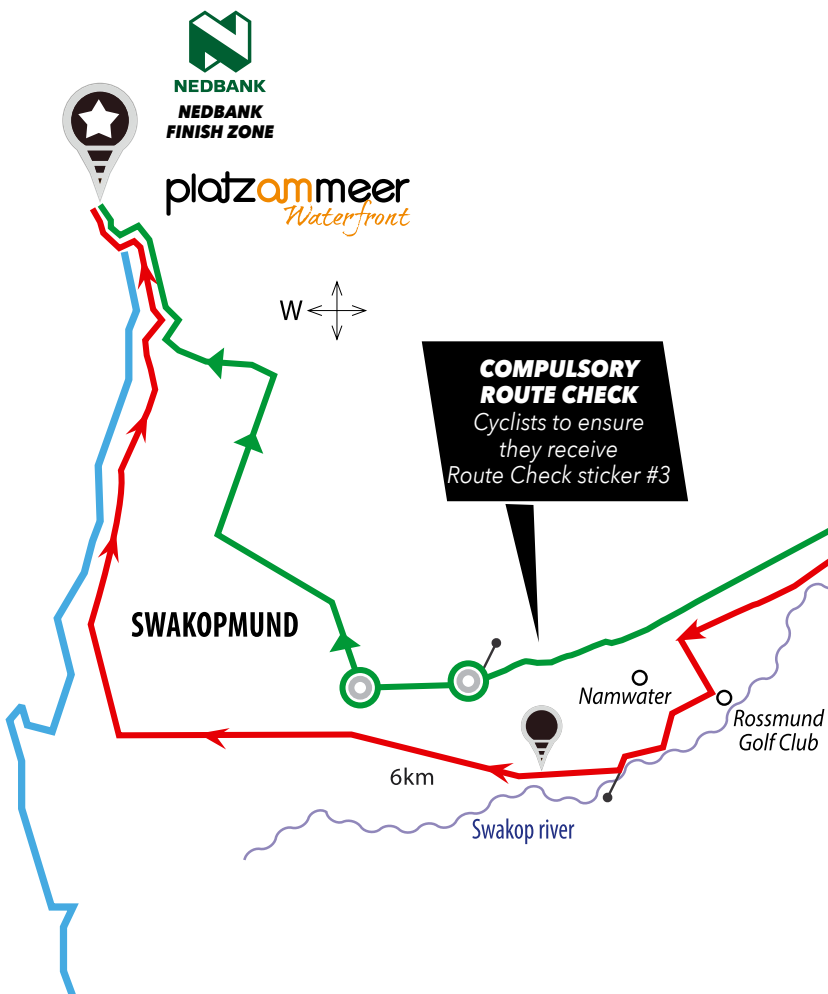 NEDBANK
NEDBANK
FINISH ZONE
platzammeer
Waterfront
W
COMPULSORY
ROUTE CHECK
Cyclists to ensure
they receive
Route Check sticker #3
SWAKOPMUND
Namwater
Rossmund
Golf Club
6km
Swakop river